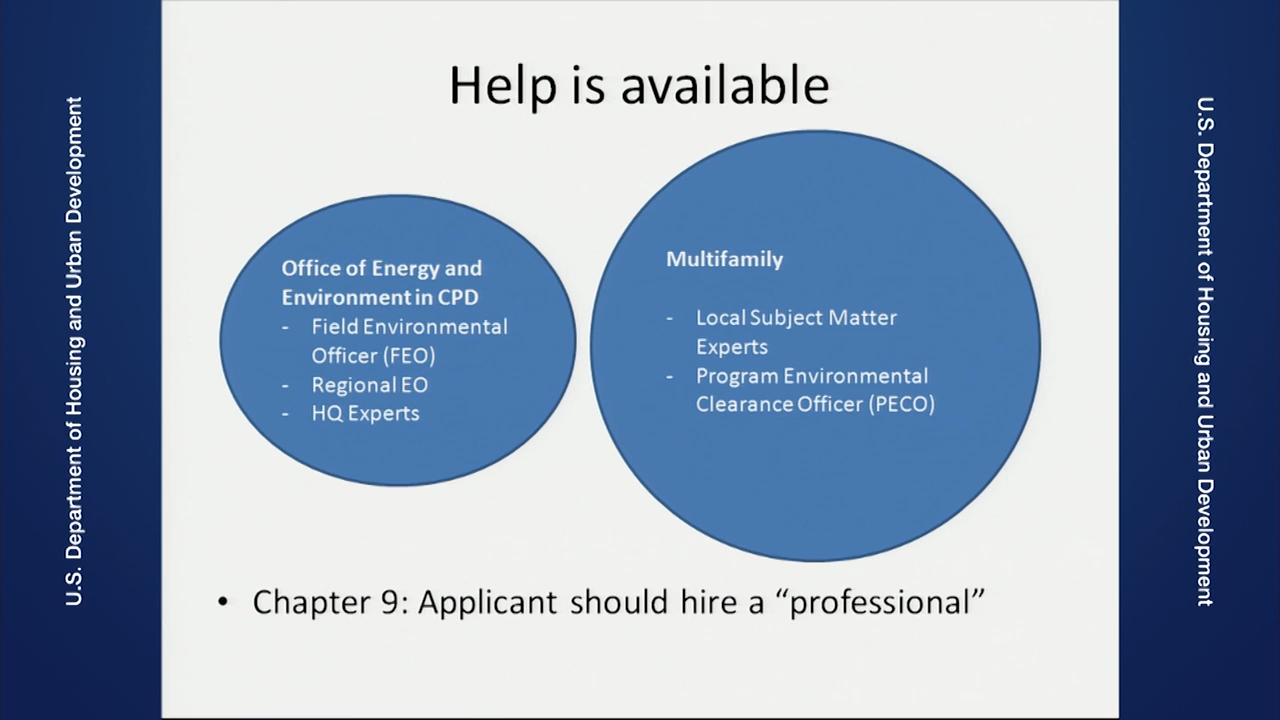 Help is available
U.S. Department of Housing and Urban Development
Office of Energy and
Environment in CPD
- Field Environmental
Officer (FEO)
- Regional EO
- HQ Experts
Multifamily
- Local Subject Matter
Experts
- Program Environmental
Clearance Officer (PECO)
• Chapter 9: Applicant should hire a “professional”
U.S. Department of Housing and Urban Development